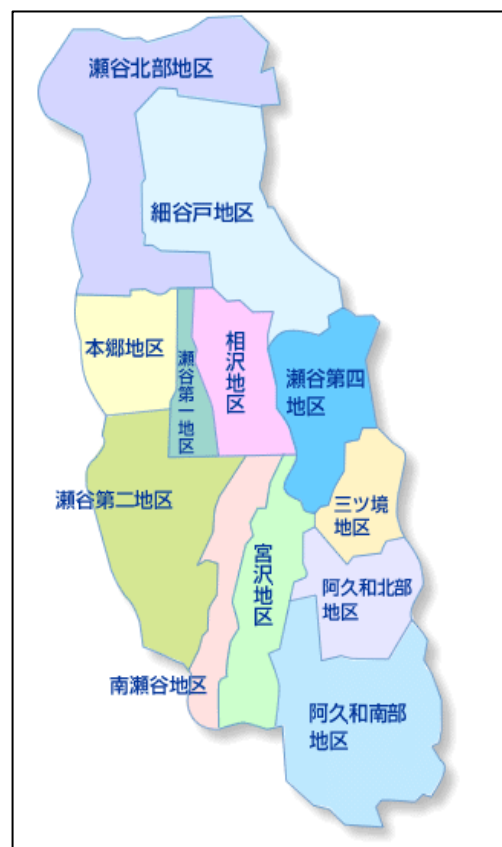 瀬谷北部地区
細谷戸地区
本郷地区
瀬谷第一地区
相沢地区
瀬谷第四
地区
瀬谷第二地区
三ツ境
地区
宮沢地区
阿久和北部
地区
南瀬谷地区
阿久和南部
地区